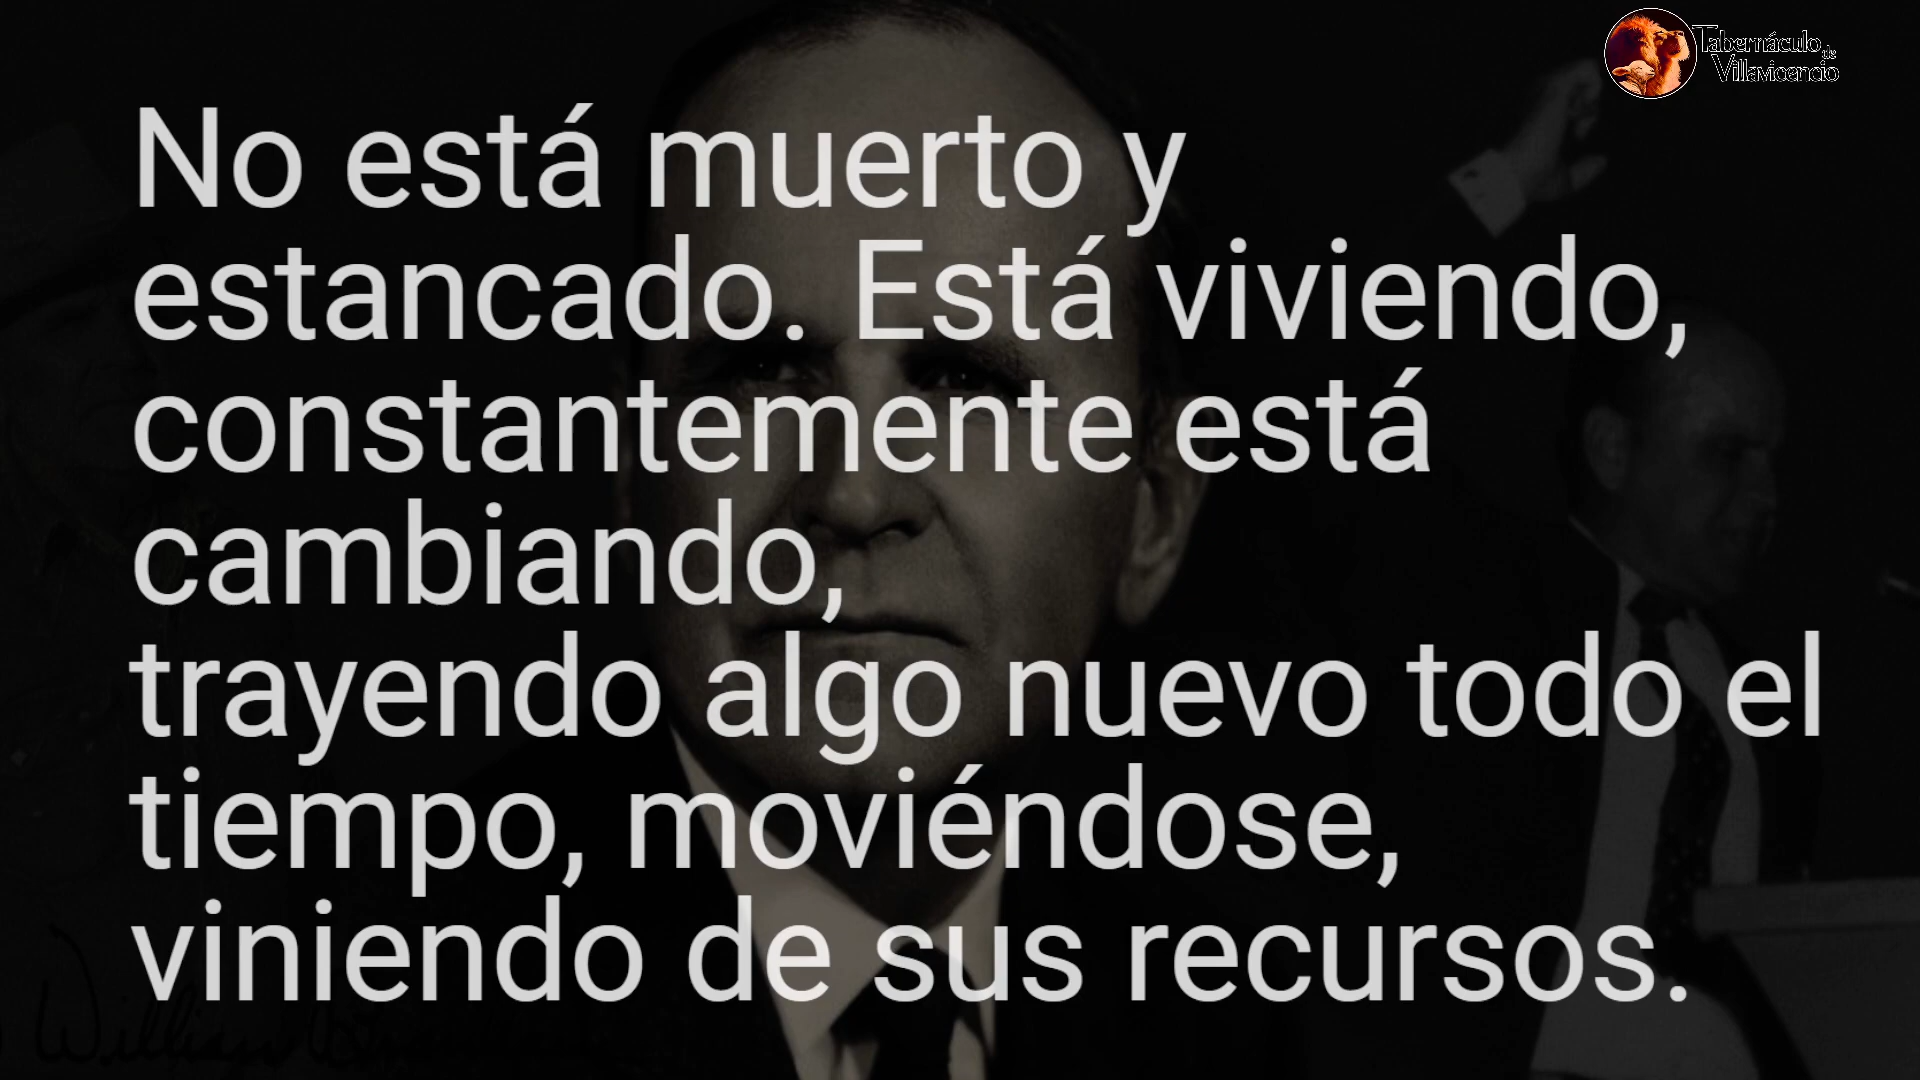 Tabernáculo de
Villavicencio
No está muerto y
estancado. Está viviendo,
constantemente está
cambiando,
trayendo algo nuevo todo el
tiempo, moviéndose,
viniendo de sus recursos.
William